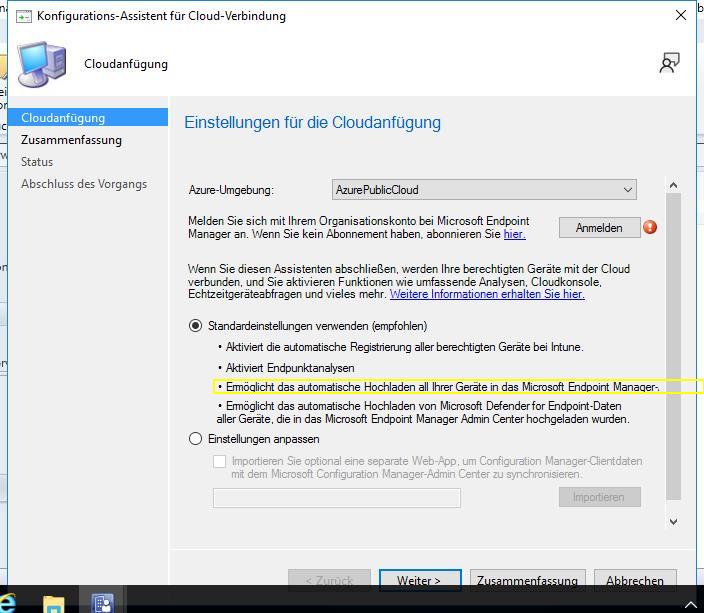 Konfigurations-Assistent für Cloud-Verbindung
Cloudanfügung
Cloudanfügung
Zusammenfassung
Status
Abschluss des Vorgangs
Einstellungen für die Cloudanfügung
Azure-Umgebung:
AzurePublicCloud
Melden Sie sich mit Ihrem Organisationskonto bei Microsoft Endpoint
Manager an. Wenn Sie kein Abonnement haben, abonnieren Sie hier.
Anmelden
Wenn Sie diesen Assistenten abschließen, werden Ihre berechtigten Geräte mit der Cloud
verbunden, und Sie aktivieren Funktionen wie umfassende Analysen, Cloudkonsole,
Echtzeitgeräteabfragen und vieles mehr. Weitere Informationen erhalten Sie hier.
Standardeinstellungen verwenden (empfohlen)
• Aktiviert die automatische Registrierung aller berechtigten Geräte bei Intune.
• Aktiviert Endpunktanalysen
• Ermöglicht das automatische Hochladen all Ihrer Geräte in das Microsoft Endpoint Manager-.
• Ermöglicht das automatische Hochladen von Microsoft Defender for Endpoint-Daten
aller Geräte, die in das Microsoft Endpoint Manager Admin Center hochgeladen wurden.
Einstellungen anpassen
Importieren Sie optional eine separate Web-App, um Configuration Manager-Clientdaten
mit dem Microsoft Configuration Manager-Admin Center zu synchronisieren.
Importieren
< Zurück
Weiter >
Zusammenfassung
Abbrechen